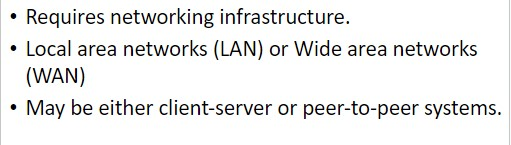 • Requires networking infrastructure.
• Local area networks (LAN) or Wide area networks
(WAN)
• May be either client-server or peer-to-peer systems.